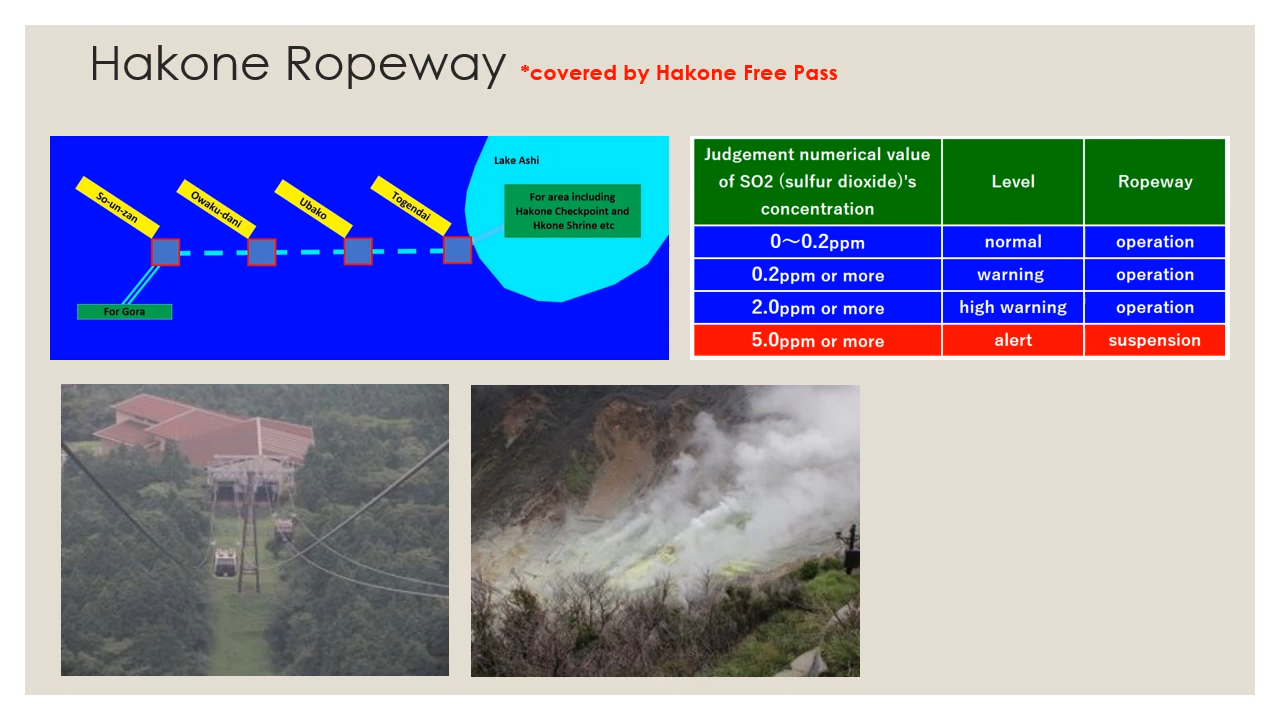 Hakone Ropeway *covered by Hakone Free Pass
So-un-zan
Owaku-dani
Ubako
Togendai
Lake Ashi
For area including
Hakone Checkpoint and
Hkone Shrine etc
For Gora
Judgement numerical value
of SO2 (sulfur dioxide)'s
concentration
Level
Ropeway
0～0.2ppm normal operation
0.2ppm or more warning operation
2.0ppm or more high warning operation
5.0ppm or more alert suspension